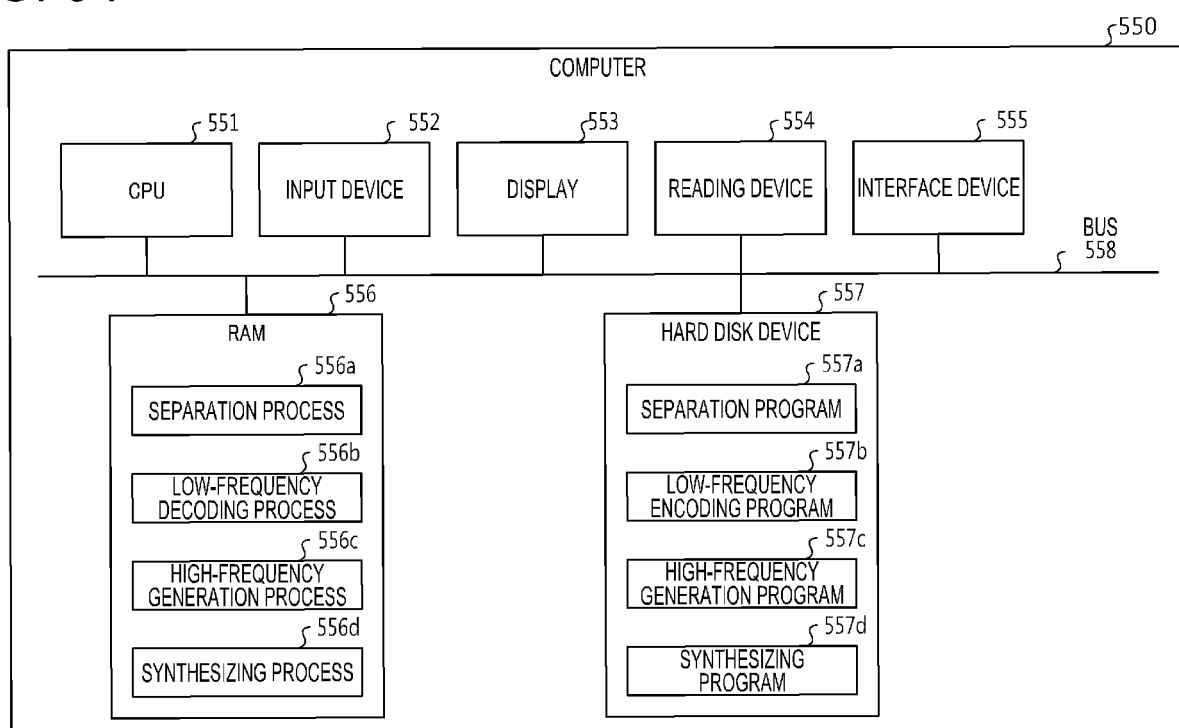 550
COMPUTER
551
552
553
554
555
CPU
INPUT DEVICE
DISPLAY
READING DEVICE
INTERFACE DEVICE
BUS
558
556
557
RAM
HARD DISK DEVICE
556a
557a
SEPARATION PROCESS
SEPARATION PROGRAM
556b
557b
LOW-FREQUENCY
DECODING PROCESS
LOW-FREQUENCY
ENCODING PROGRAM
556c
557c
HIGH-FREQUENCY
GENERATION PROCESS
HIGH-FREQUENCY
GENERATION PROGRAM
556d
557d
SYNTHESIZING PROCESS
SYNTHESIZING
PROGRAM